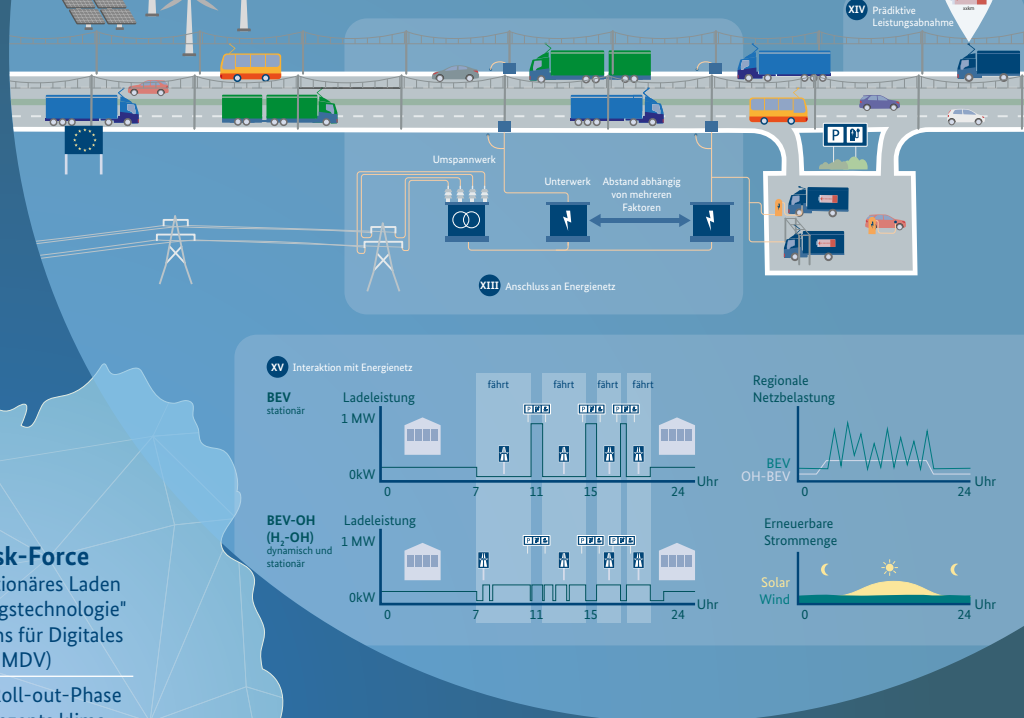 XIV Prädiktive
Leistungsabnahme
P
Umspannwerk
Unterwerk
Abstand abhängig
von mehreren
Faktoren
XIII Anschluss an Energienetz
XV Interaktion mit Energienetz
fährt fährt fährt fährt
BEV
stationär
Ladeleistung
1 MW
0kW
0 7 11 15 24 Uhr
BEV-OH
(H₂-OH)
dynamisch und
stationär
Ladeleistung
1 MW
0kW
0 7 11 15 24 Uhr
Regionale
Netzbelastung
BEV
OH-BEV
0 24 Uhr
Erneuerbare
Strommenge
Solar
Wind
0 24 Uhr
sk-Force
tionäres Laden
gstechnologie"
ns für Digitales
MDV)
oll-out-Phase